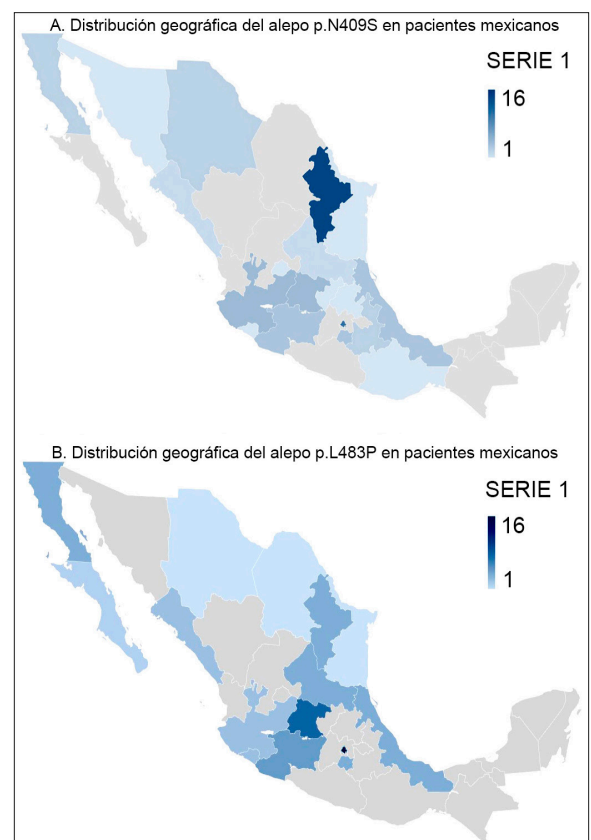 A. Distribución geográfica del alepo p.N409S en pacientes mexicanos
SERIE 1
16
1
B. Distribución geográfica del alepo p.L483P en pacientes mexicanos
SERIE 1
16
1